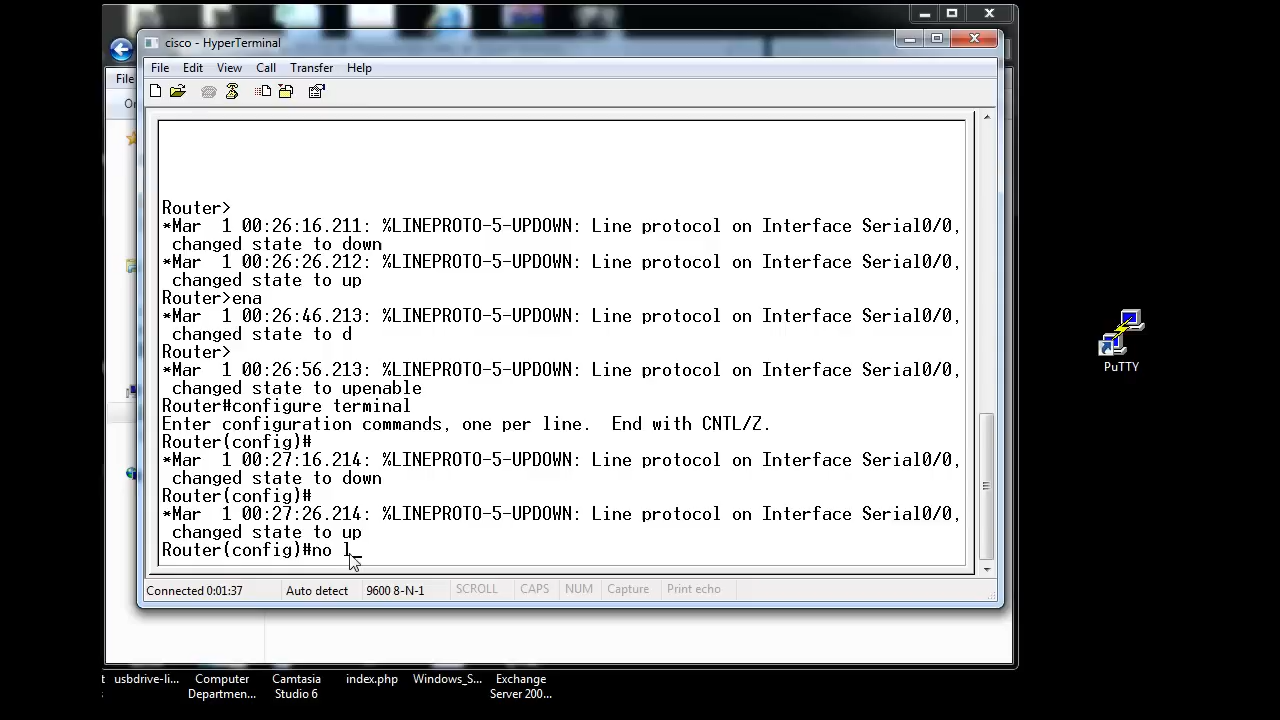 cisco - HyperTerminal
File Edit View Call Transfer Help
File
Router>
*Mar  1 00:26:16.211: %LINEPROTO-5-UPDOWN: Line protocol on Interface Serial0/0,
changed state to down
*Mar  1 00:26:26.212: %LINEPROTO-5-UPDOWN: Line protocol on Interface Serial0/0,
changed state to up
Router>ena
*Mar  1 00:26:46.213: %LINEPROTO-5-UPDOWN: Line protocol on Interface Serial0/0,
changed state to d
Router>
*Mar  1 00:26:56.213: %LINEPROTO-5-UPDOWN: Line protocol on Interface Serial0/0,
changed state to upenable
Router#configure terminal
Enter configuration commands, one per line.  End with CNTL/Z.
Router(config)#
*Mar  1 00:27:16.214: %LINEPROTO-5-UPDOWN: Line protocol on Interface Serial0/0,
changed state to down
Router(config)#
*Mar  1 00:27:26.214: %LINEPROTO-5-UPDOWN: Line protocol on Interface Serial0/0,
changed state to up
Router(config)#no l_
Connected 0:01:37 Auto detect 9600 8-N-1 SCROLL CAPS NUM Capture Print echo
PuTTY
usbdrive-li... Computer Camtasia index.php Windows_S... Exchange
Departmen... Studio 6 Server 200...